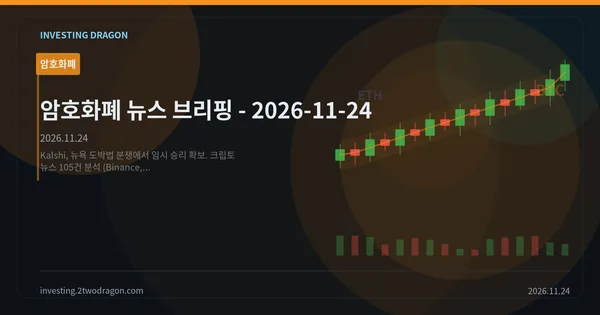 INVESTING DRAGON
암호화폐
암호화폐 뉴스 브리핑 - 2026-11-24
2026.11.24
Kalshi, 뉴욕 도박법 분쟁에서 임시 승리 확보. 크립토
뉴스 105건 분석 (Binance,...
ETH
BTC
investing.2twodragon.com
2026.11.24